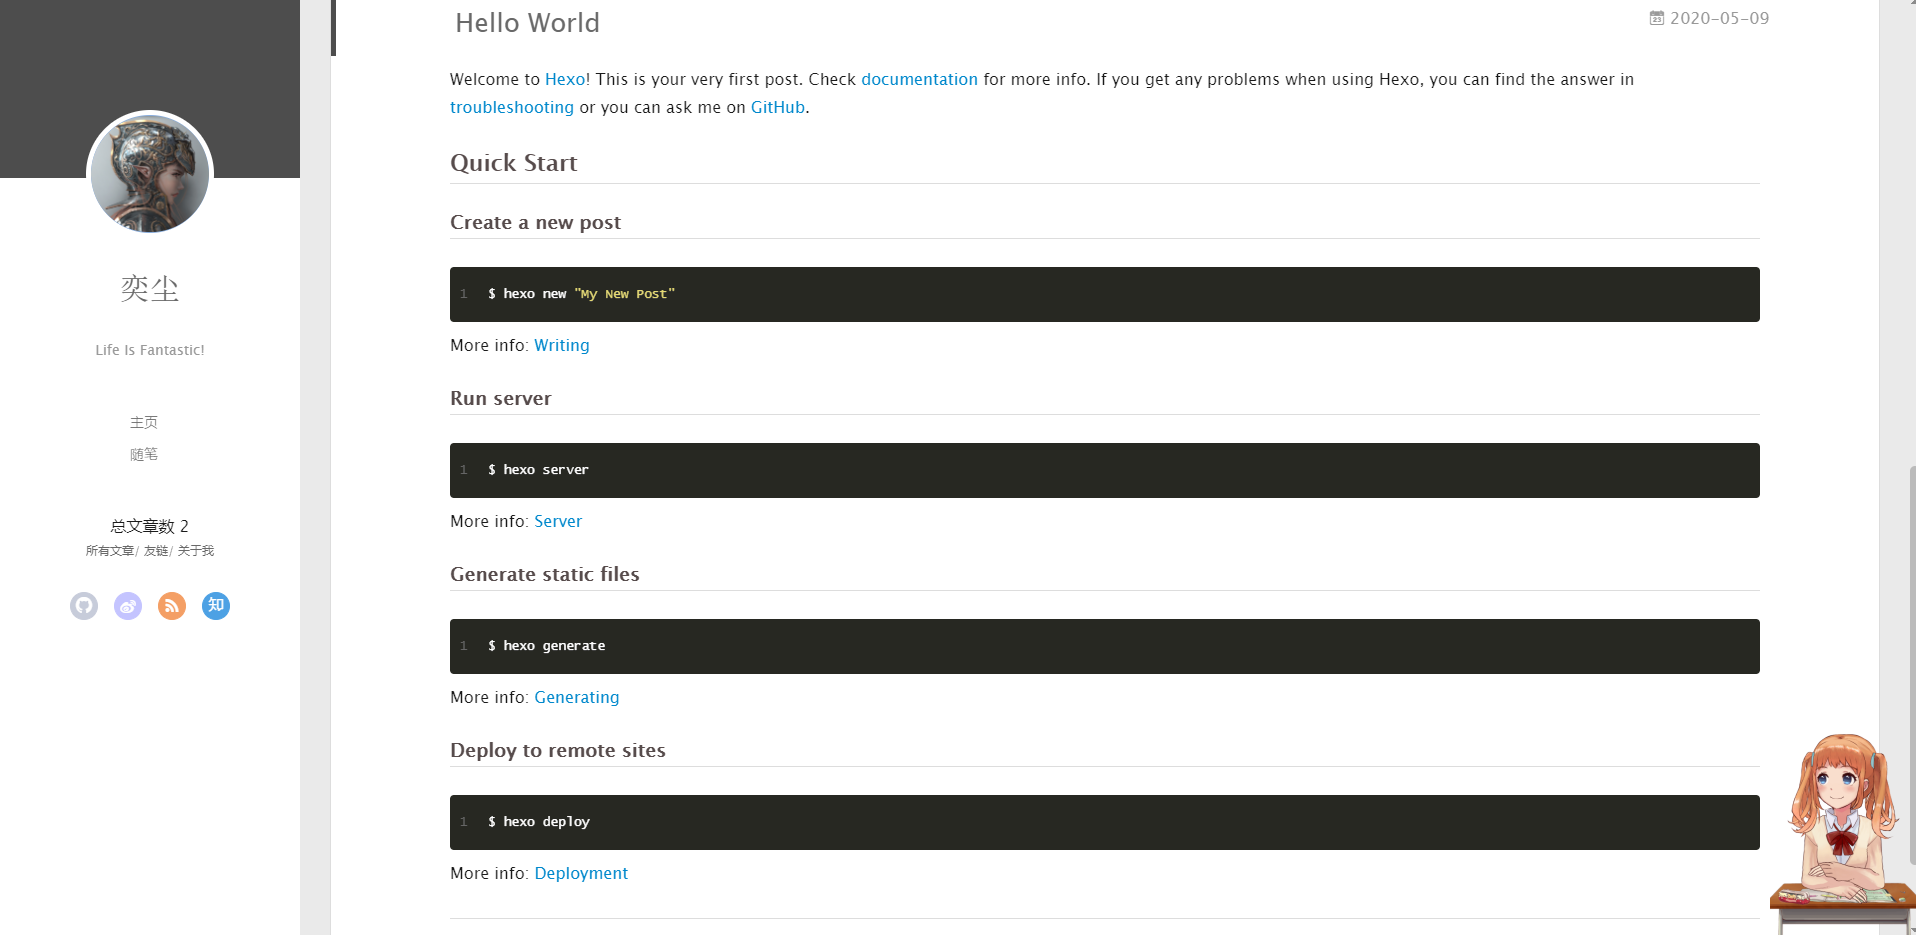 奕尘
Life Is Fantastic!
主页
随笔
总文章数 2
所有文章/ 友链/ 关于我
知
Hello World
23 2020-05-09
Welcome to Hexo! This is your very first post. Check documentation for more info. If you get any problems when using Hexo, you can find the answer in
troubleshooting or you can ask me on GitHub.
Quick Start
Create a new post
1 $ hexo new "My New Post"
More info: Writing
Run server
1 $ hexo server
More info: Server
Generate static files
1 $ hexo generate
More info: Generating
Deploy to remote sites
1 $ hexo deploy
More info: Deployment